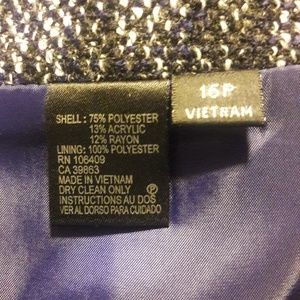 SHELL : 75% POLYESTER
13% ACRYLIC
12% RAYON
LINING: 100% POLYESTER
RN 106409
CA 39863
MADE IN VIETNAM
DRY CLEAN ONLY
INSTRUCTIONS AU DOS
VER AL DORSO PARA CUIDADO
P
16P
VIETNAM